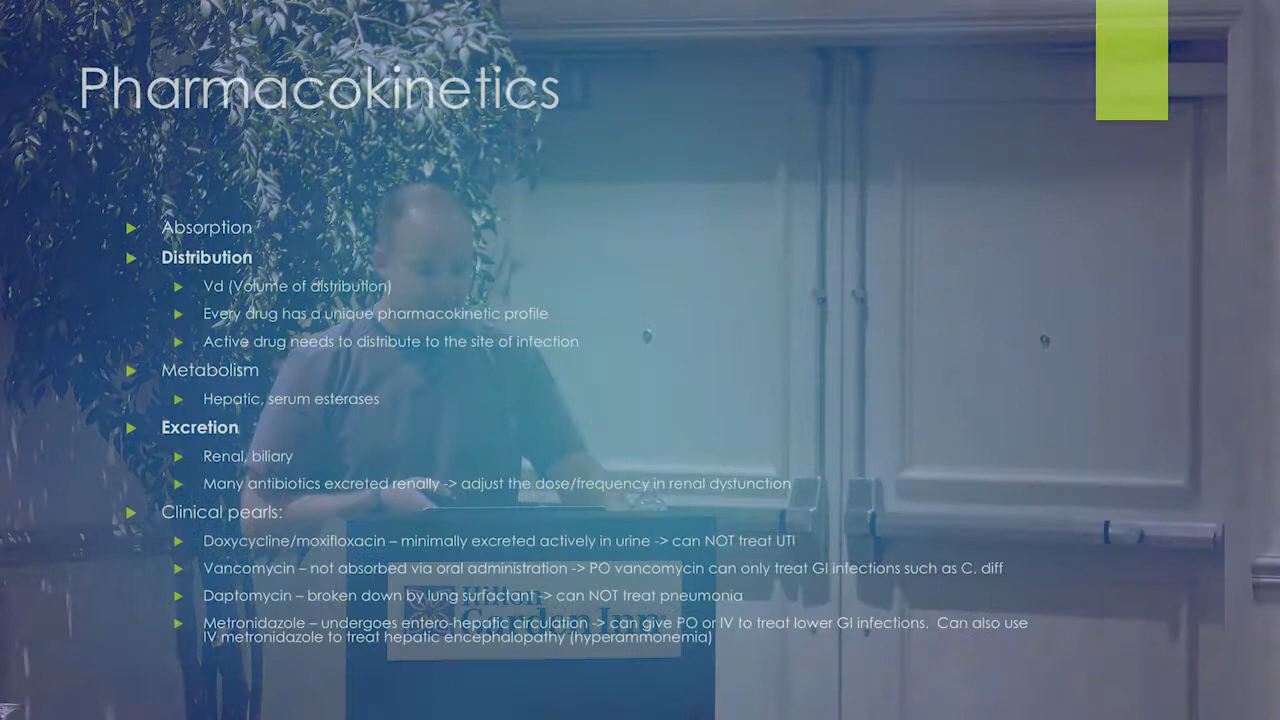 Pharmacokinetics
Absorption
Distribution
Vd (Volume of distribution)
Every drug has a unique pharmacokinetic profile
Active drug needs to distribute to the site of infection
Metabolism
Hepatic, serum esterases
Excretion
Renal, biliary
Many antibiotics excreted renally -> adjust the dose/frequency in renal dysfunction
Clinical pearls:
Doxycycline/moxifloxacin – minimally excreted actively in urine -> can NOT treat UTI
Vancomycin – not absorbed via oral administration -> PO vancomycin can only treat GI infections such as C. diff
Daptomycin – broken down by lung surfactant -> can NOT treat pneumonia
Metronidazole – undergoes entero-hepatic circulation -> can give PO or IV to treat lower GI infections. Can also use
IV metronidazole to treat hepatic encephalopathy (hyperammonemia)
Hilton
Garden Inn